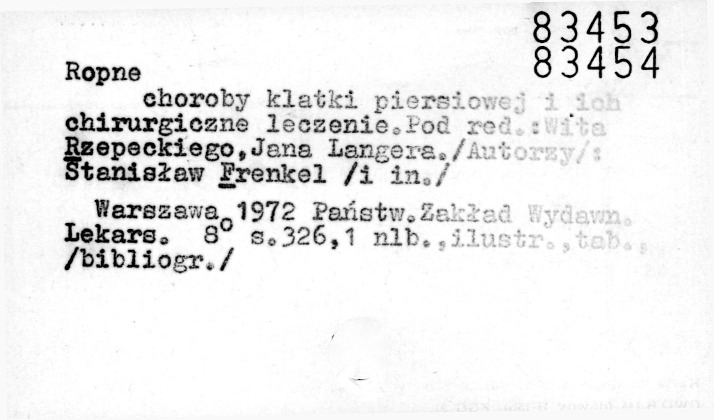 83453
83454
Ropne
choroby klatki piersiowej i ich
chirurgiczne leczenie.Pod red.:Wita
Rzepeckiego,Jana Langera./Autorzy/:
Stanisław Frenkel /i in./
Warszawa 1972 Państw.Zakład Wydawn.
Lekars. 8° s.326,1 nlb.,ilustr.,tab.,
/bibliogr./